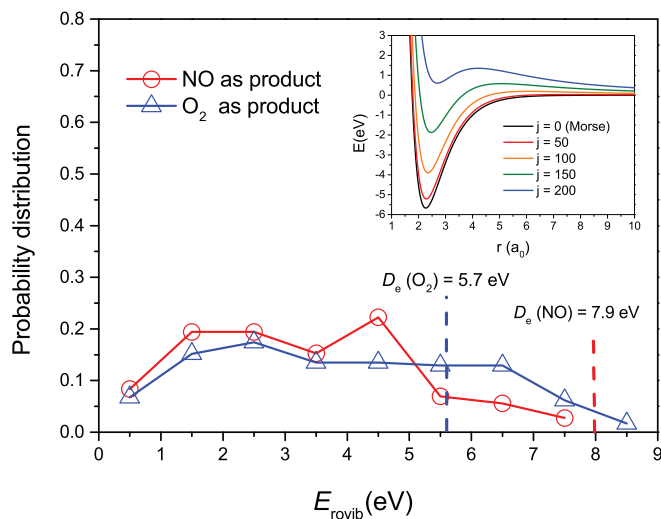 0.8
0.7
0.6
0.5
0.4
0.3
0.2
0.1
0.0
Probability distribution
NO as product
O₂ as product
1
0
-1
-2
-3
-4
-5
-6
E(eV)
j = 0 (Morse)
j = 50
j = 100
j = 150
j = 200
1 2 3 4 5 6 7 8 9 10
r (a₀)
Dₑ (O₂) = 5.7 eV
Dₑ (NO) = 7.9 eV
0 1 2 3 4 5 6 7 8 9
E_rovib(eV)